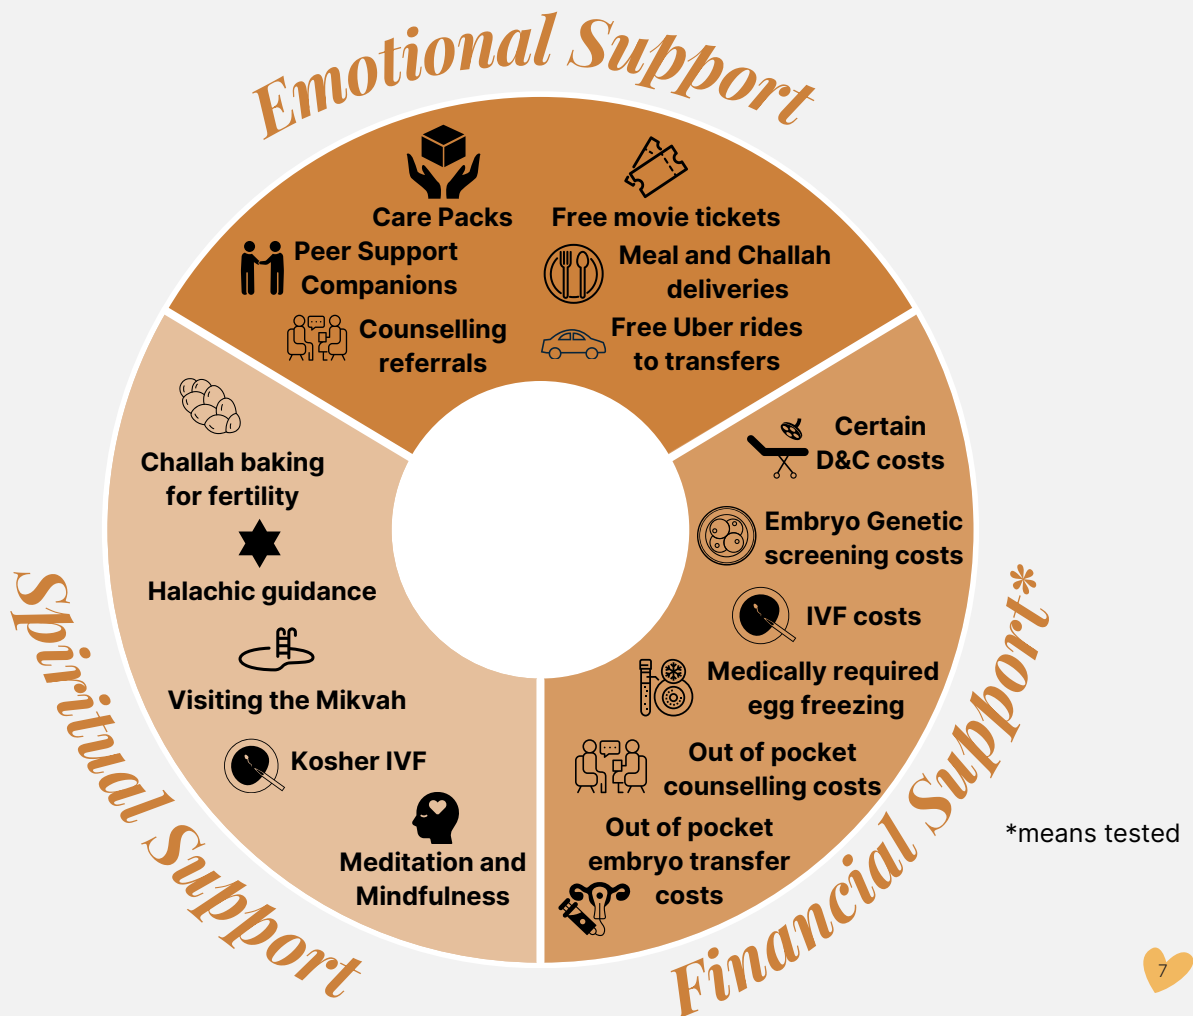 Emotional Support
Care Packs
Free movie tickets
Peer Support
Companions
Meal and Challah
deliveries
Counselling
referrals
Free Uber rides
to transfers
Financial Support*
Certain
D&C costs
Embryo Genetic
screening costs
IVF costs
Medically required
egg freezing
Out of pocket
counselling costs
Out of pocket
embryo transfer
costs
*means tested
Spiritual Support
Challah baking
for fertility
Halachic guidance
Visiting the Mikvah
Kosher IVF
Meditation and
Mindfulness
7